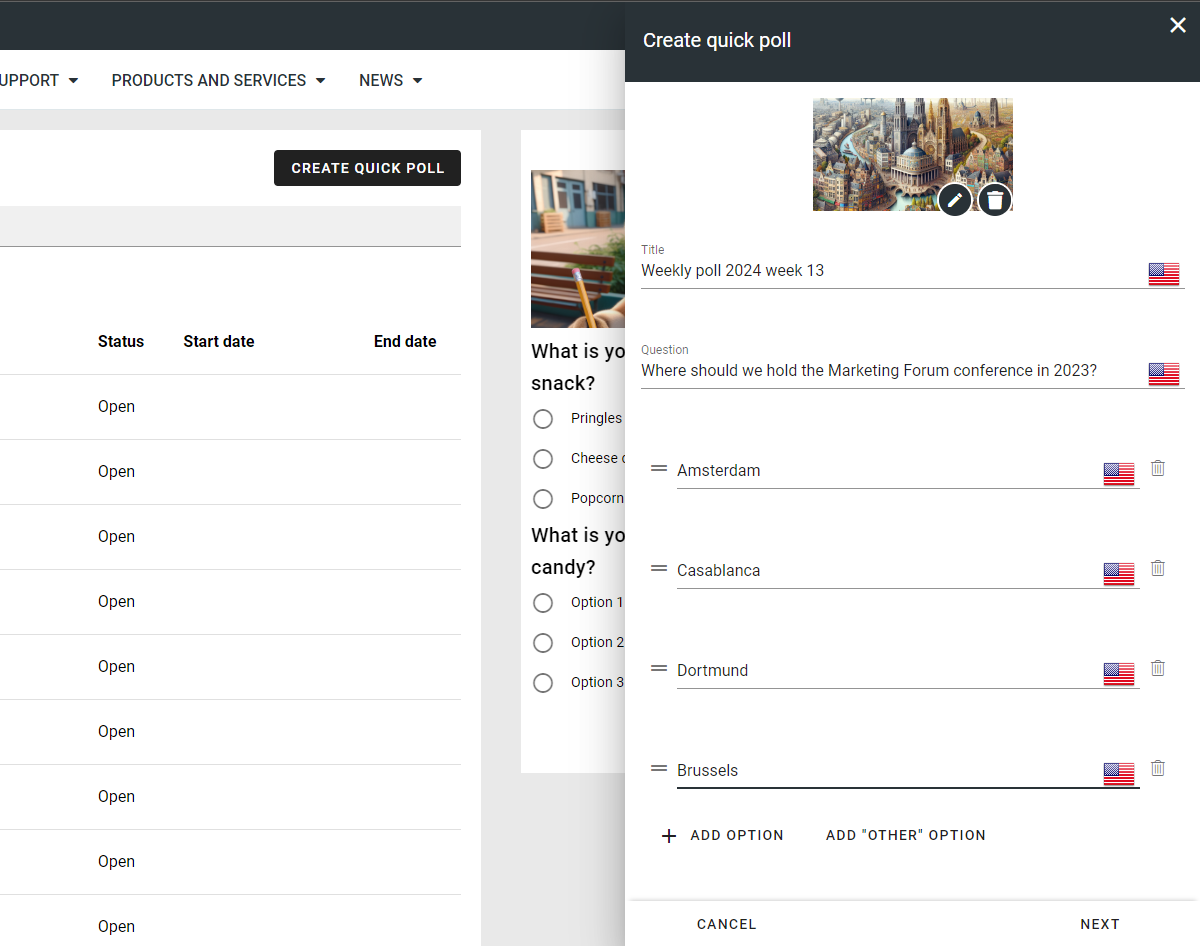 UPPORT
PRODUCTS AND SERVICES
NEWS
CREATE QUICK POLL
Status Start date End date
Open
Open
Open
Open
Open
Open
Open
Open
Open
What is yo
snack?
Pringles
Cheese
Popcorn
What is yo
candy?
Option 1
Option 2
Option 3
Create quick poll
Title
Weekly poll 2024 week 13
Question
Where should we hold the Marketing Forum conference in 2023?
Amsterdam
Casablanca
Dortmund
Brussels
ADD OPTION ADD "OTHER" OPTION
CANCEL NEXT